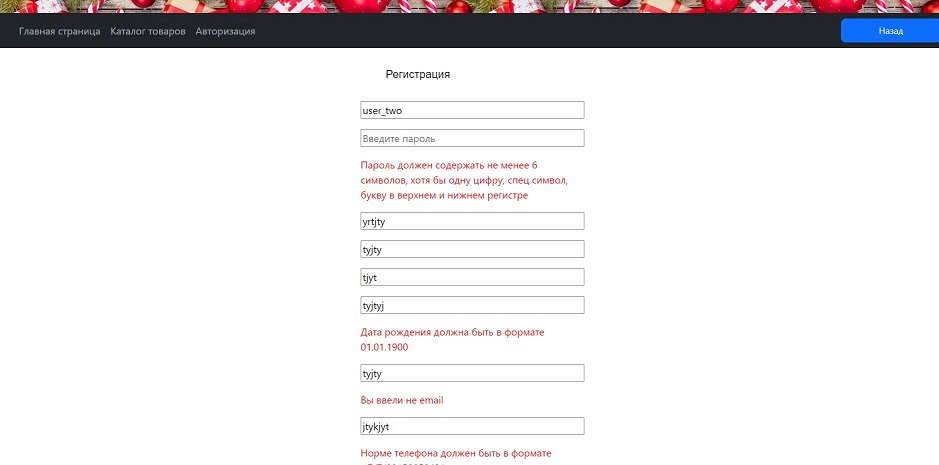 Главная страница Каталог товаров Авторизация Назад
Регистрация
user_two
Введите пароль
Пароль должен содержать не менее 6
символов, хотя бы одну цифру, спец символ,
букву в верхнем и нижнем регистре
yrtjty
tyjty
tjyt
tyjtyj
Дата рождения должна быть в формате
01.01.1900
tyjty
Вы ввели не email
jtykjyt
Норме телефона должен быть в формате